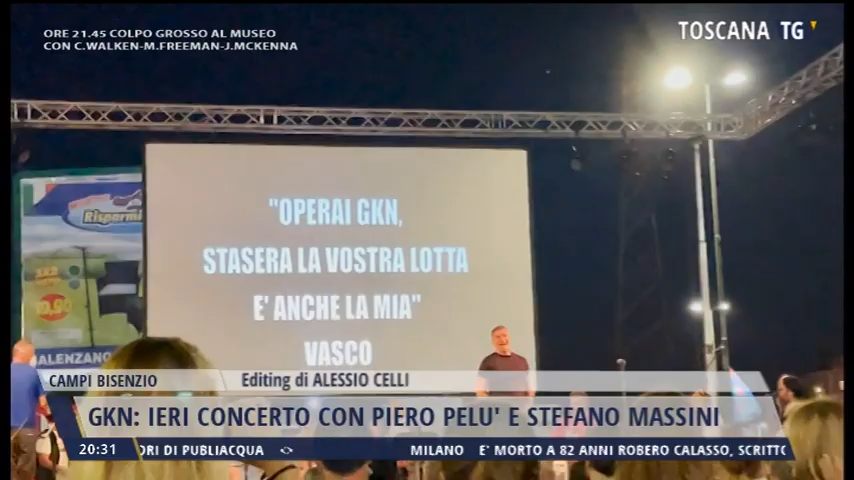 ORE 21.45 COLPO GROSSO AL MUSEO
CON C.WALKEN-M.FREEMAN-J.MCKENNA
TOSCANA TG
"OPERAI GKN,
STASERA LA VOSTRA LOTTA
E' ANCHE LA MIA"
VASCO
Risparmi
10.90
ALENZANO
CAMPI BISENZIO
Editing di ALESSIO CELLI
GKN: IERI CONCERTO CON PIERO PELU' E STEFANO MASSINI
20:31
ORI DI PUBLIACQUA
MILANO E' MORTO A 82 ANNI ROBERO CALASSO, SCRITTO